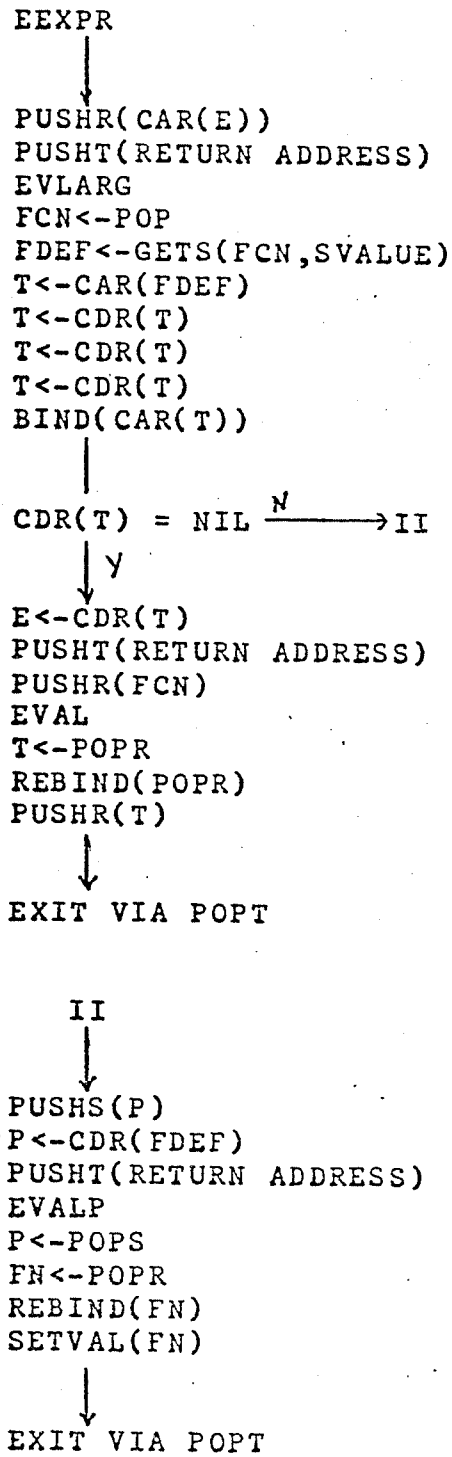 EEXPR
PUSHR(CAR(E))
PUSHT(RETURN ADDRESS)
EVLARG
FCN<-POP
FDEF<-GETS(FCN,SVALUE)
T<-CAR(FDEF)
T<-CDR(T)
T<-CDR(T)
T<-CDR(T)
BIND(CAR(T))
CDR(T) = NIL N II
Y
E<-CDR(T)
PUSHT(RETURN ADDRESS)
PUSHR(FCN)
EVAL
T<-POPR
REBIND(POPR)
PUSHR(T)
EXIT VIA POPT
II
PUSHS(P)
P<-CDR(FDEF)
PUSHT(RETURN ADDRESS)
EVALP
P<-POPS
FN<-POPR
REBIND(FN)
SETVAL(FN)
EXIT VIA POPT